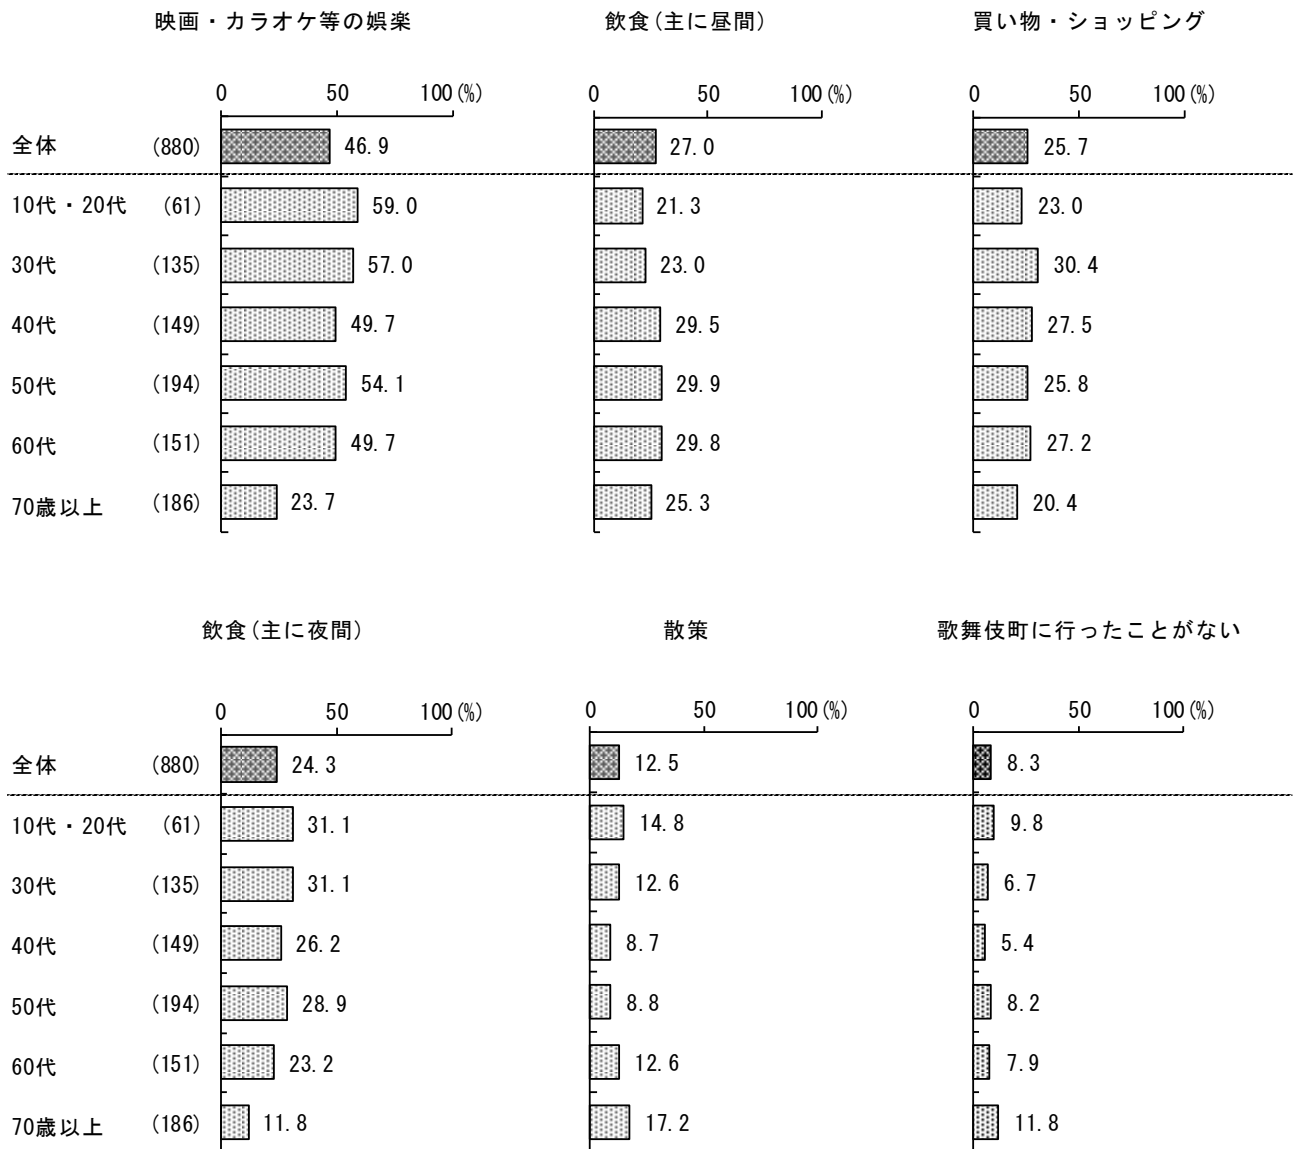 映画・カラオケ等の娯楽 飲食(主に昼間) 買い物・ショッピング
0 50 100(%) 0 50 100(%) 0 50 100(%)
全体 (880) 46.9 27.0 25.7
10代・20代 (61) 59.0 21.3 23.0
30代 (135) 57.0 23.0 30.4
40代 (149) 49.7 29.5 27.5
50代 (194) 54.1 29.9 25.8
60代 (151) 49.7 29.8 27.2
70歳以上 (186) 23.7 25.3 20.4
飲食(主に夜間) 散策 歌舞伎町に行ったことがない
0 50 100(%) 0 50 100(%) 0 50 100(%)
全体 (880) 24.3 12.5 8.3
10代・20代 (61) 31.1 14.8 9.8
30代 (135) 31.1 12.6 6.7
40代 (149) 26.2 8.7 5.4
50代 (194) 28.9 8.8 8.2
60代 (151) 23.2 12.6 7.9
70歳以上 (186) 11.8 17.2 11.8